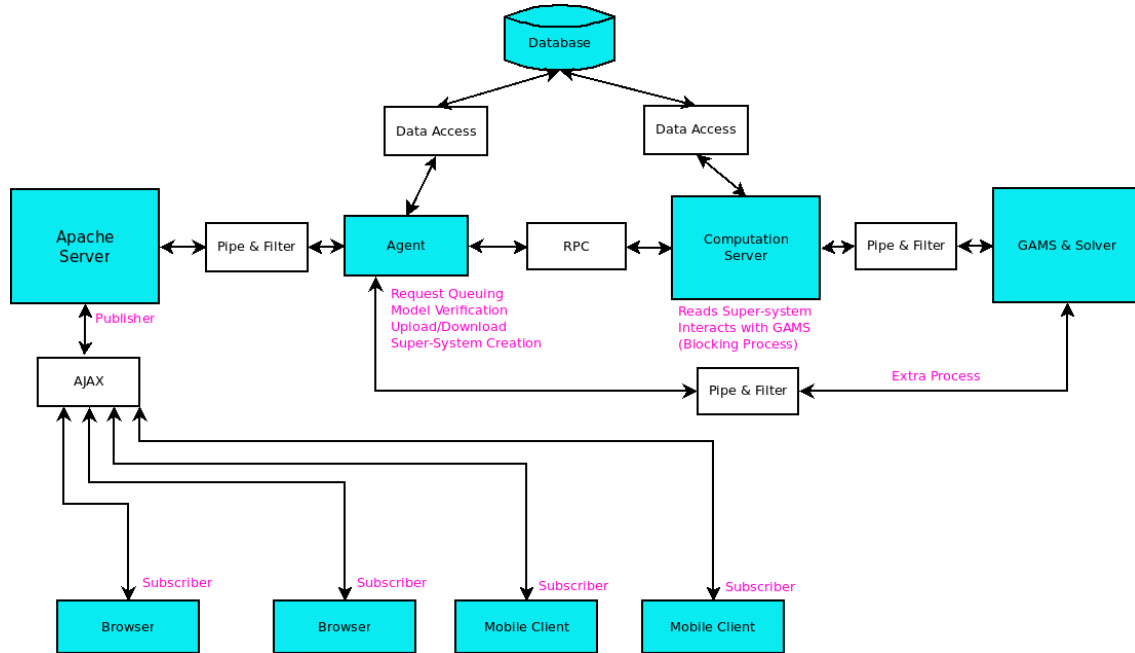 Database
Data Access
Data Access
Apache
Server
Pipe & Filter
Agent
RPC
Computation
Server
Pipe & Filter
GAMS & Solver
Request Queuing
Model Verification
Upload/Download
Super-System Creation
Reads Super-system
Interacts with GAMS
(Blocking Process)
Publisher
AJAX
Pipe & Filter
Extra Process
Subscriber
Subscriber
Subscriber
Subscriber
Browser
Browser
Mobile Client
Mobile Client